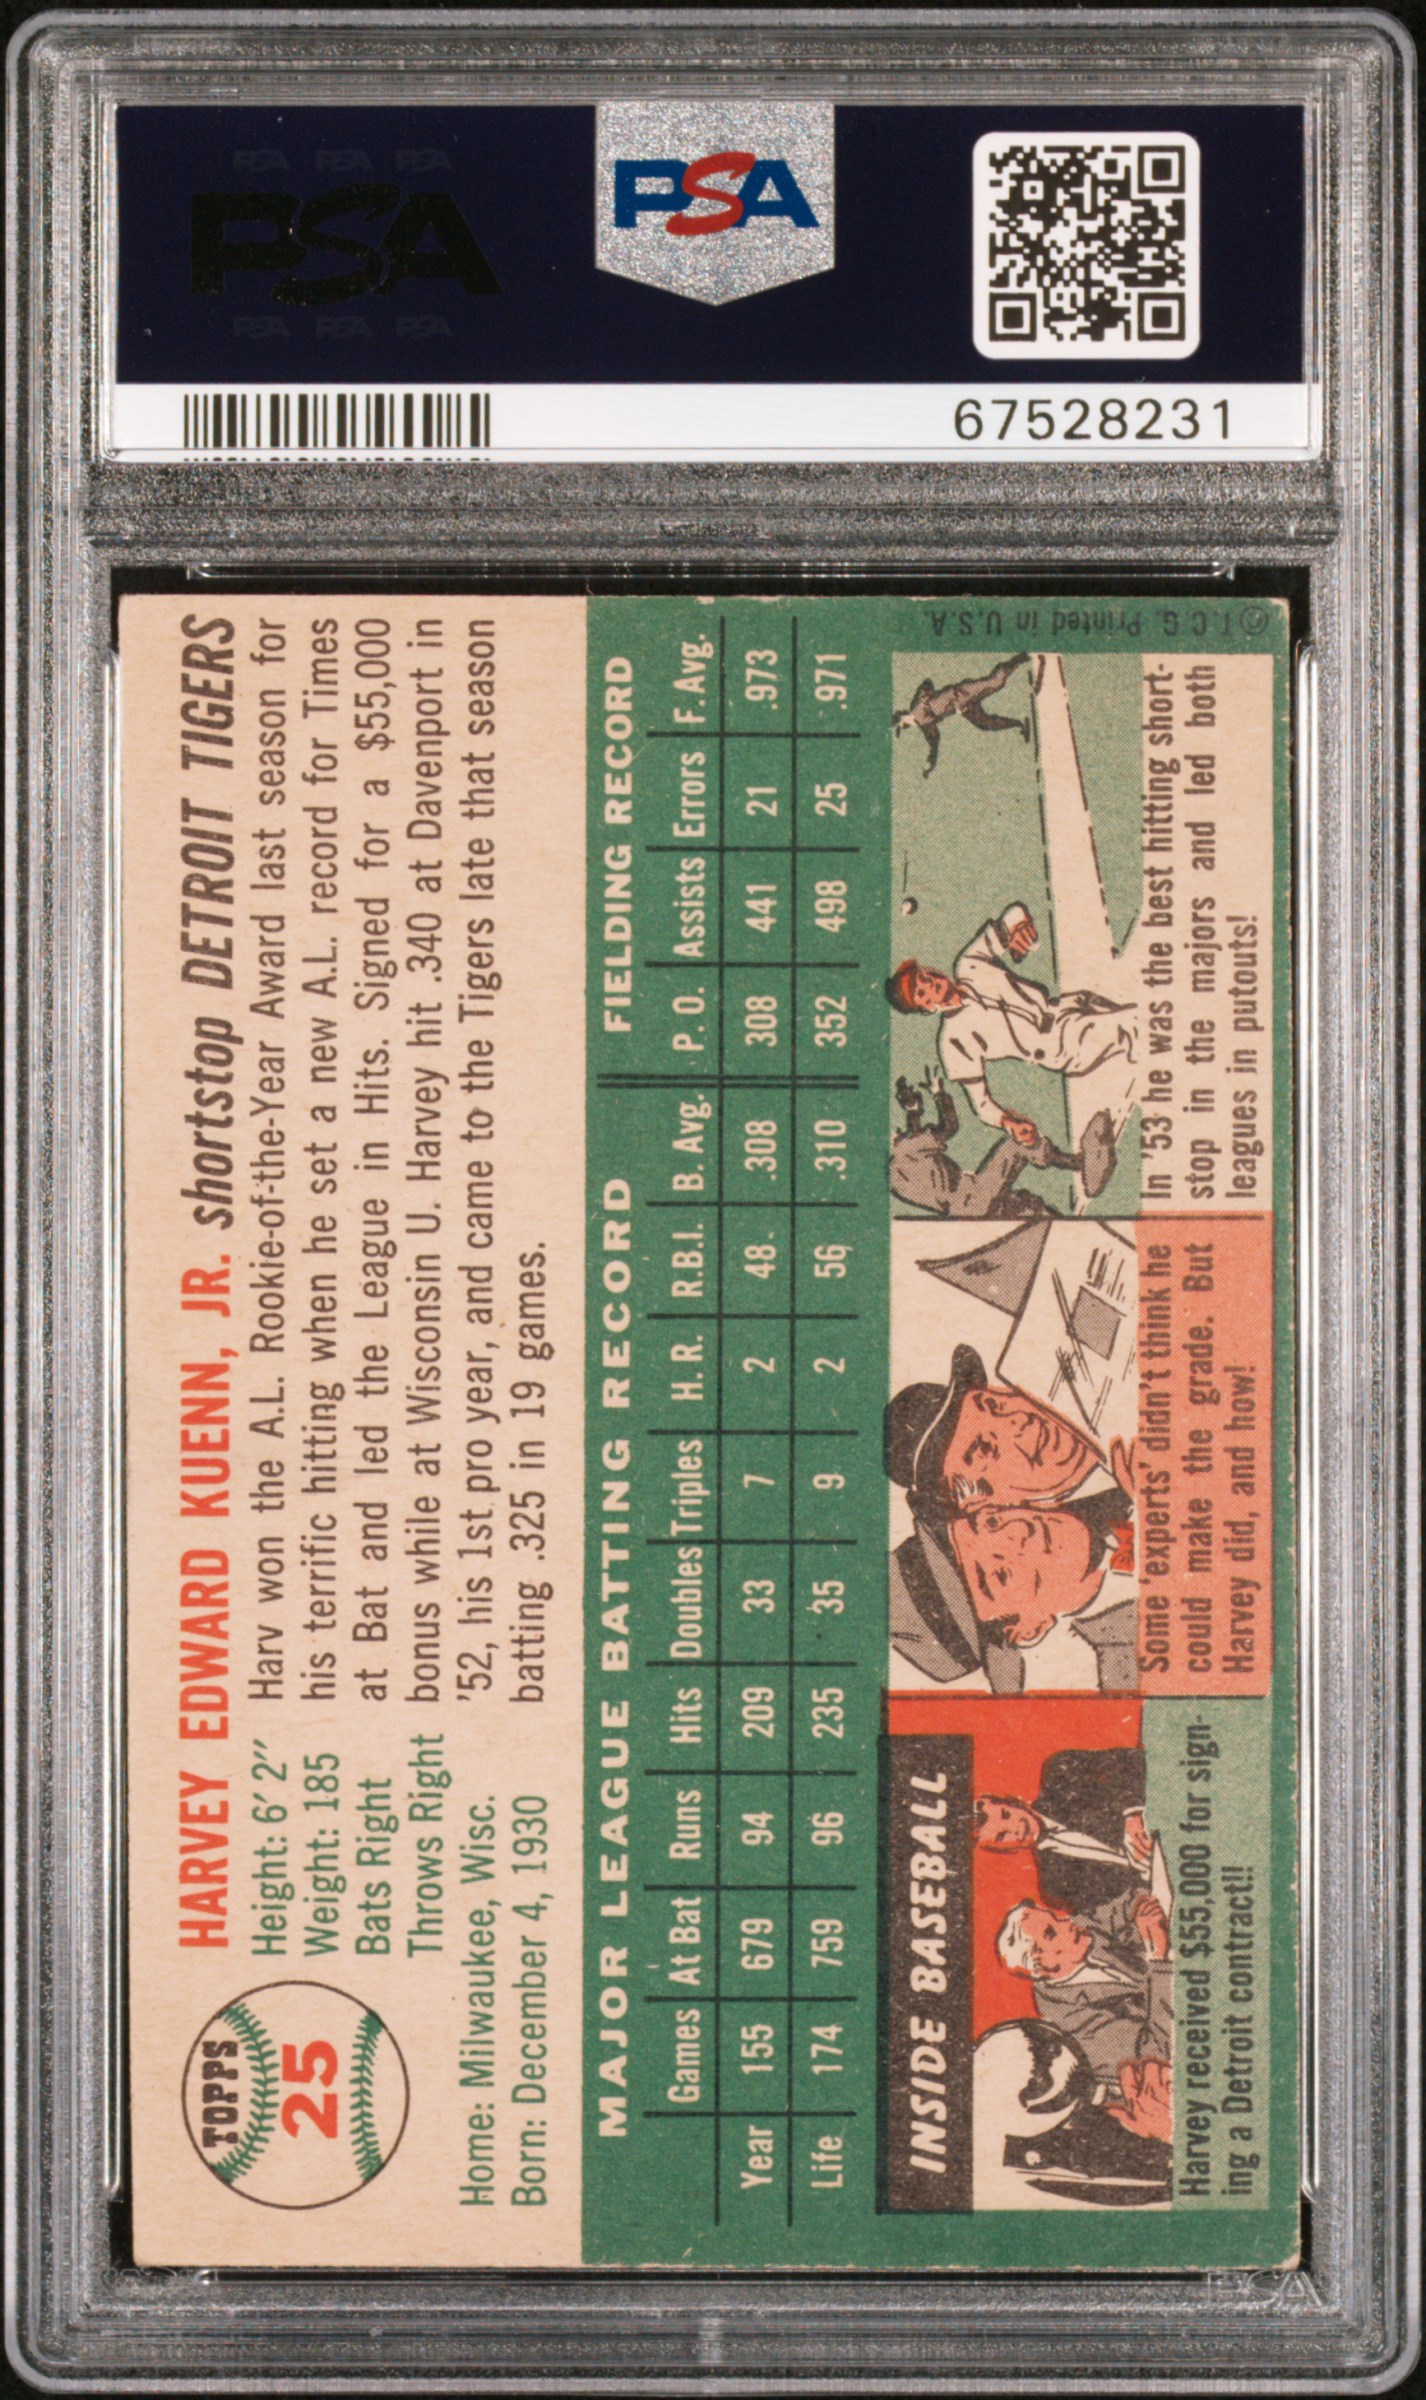 PSA PSA PSA
PSA
PSA PSA PSA
PSA
67528231
TOPPS
25
HARVEY EDWARD KUENN, JR. shortstop DETROIT TIGERS
Height: 6' 2"
Weight: 185
Bats Right
Throws Right
Home: Milwaukee, Wisc.
Born: December 4, 1930
Harv won the A.L. Rookie-of-the-Year Award last season for
his terrific hitting when he set a new A.L. record for Times
at Bat and led the League in Hits. Signed for a $55,000
bonus while at Wisconsin U. Harvey hit .340 at Davenport in
'52, his 1st pro year, and came to the Tigers late that season
batting .325 in 19 games.
MAJOR LEAGUE BATTING RECORD FIELDING RECORD
Games At Bat Runs Hits Doubles Triples H. R. R.B.I. B. Avg. P. O. Assists Errors F. Avg.
Year 155 679 94 209 33 7 2 48 .308 308 441 21 .973
Life 174 759 96 235 35 9 2 56 .310 352 498 25 .971
INSIDE BASEBALL
Harvey received $55,000 for sign-
ing a Detroit contract!!
Some 'experts' didn't think he
could make the grade. But
Harvey did, and how!
In '53 he was the best hitting short-
stop in the majors and led both
leagues in putouts!
© T.C.G. Printed in U.S.A.
PSA